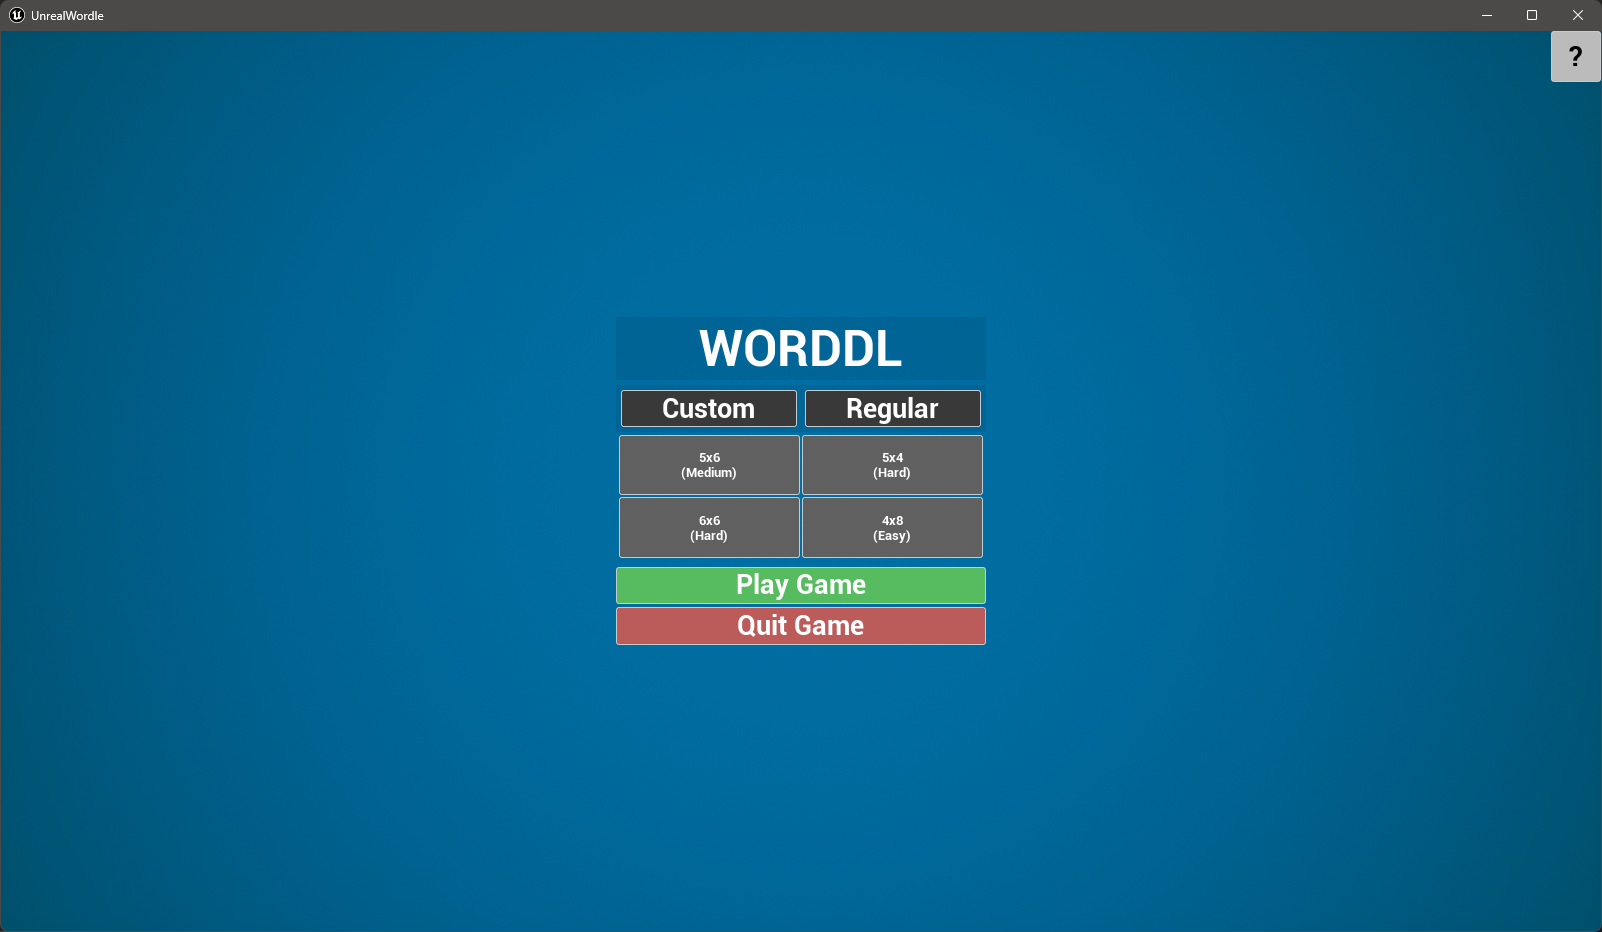 UnrealWordle
?
WORDDL
Custom
Regular
5x6
(Medium)
5x4
(Hard)
6x6
(Hard)
4x8
(Easy)
Play Game
Quit Game